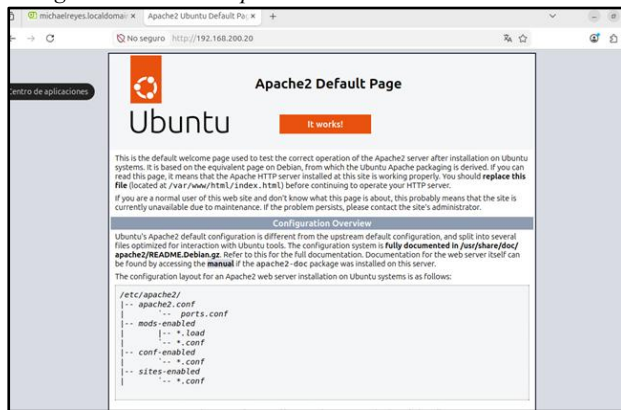 michaelreyes.localdomain
Apache2 Ubuntu Default Pa
No seguro http://192.168.200.20
Centro de aplicaciones
Apache2 Default Page
Ubuntu
It works!
This is the default welcome page used to test the correct operation of the Apache2 server after installation on Ubuntu
systems. It is based on the equivalent page on Debian, from which the Ubuntu Apache packaging is derived. If you can
read this page, it means that the Apache HTTP server installed at this site is working properly. You should replace this
file (located at /var/www/html/index.html) before continuing to operate your HTTP server.
If you are a normal user of this web site and don't know what this page is about, this probably means that the site is
currently unavailable due to maintenance. If the problem persists, please contact the site's administrator.
Configuration Overview
Ubuntu's Apache2 default configuration is different from the upstream default configuration, and split into several
files optimized for interaction with Ubuntu tools. The configuration system is fully documented in /usr/share/doc/
apache2/README.Debian.gz. Refer to this for the full documentation. Documentation for the web server itself can
be found by accessing the manual if the apache2-doc package was installed on this server.
The configuration layout for an Apache2 web server installation on Ubuntu systems is as follows:
/etc/apache2/
|-- apache2.conf
|       `--  ports.conf
|-- mods-enabled
|       |-- *.load
|       `-- *.conf
|-- conf-enabled
|       `-- *.conf
|-- sites-enabled
|       `-- *.conf